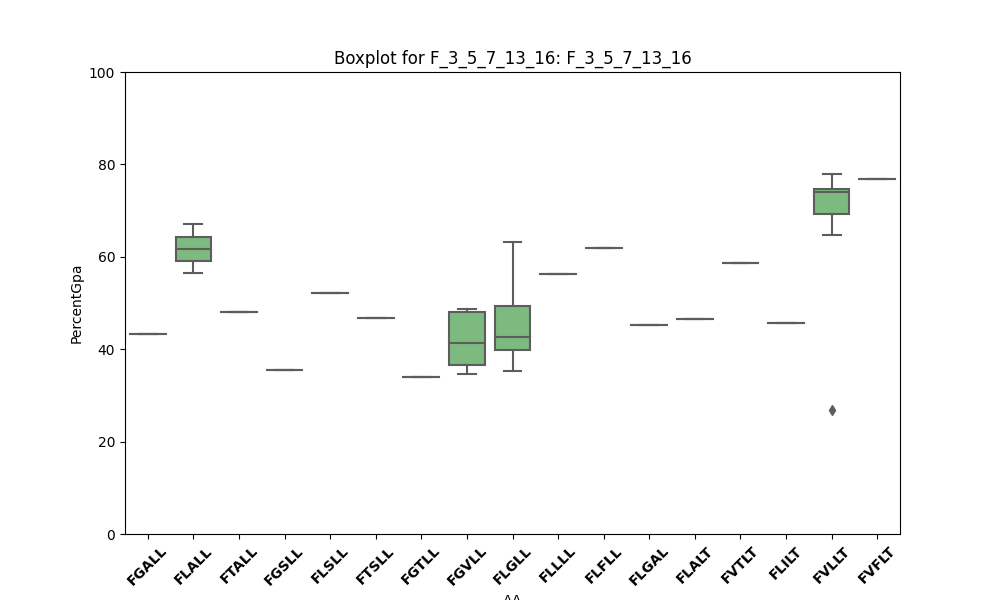 Boxplot for F_3_5_7_13_16: F_3_5_7_13_16
100
80
60
40
20
0
PercentGpa
FGALL
FLALL
FTALL
FGSLL
FLSLL
FTSLL
FGTLL
FGVLL
FLGLL
FLLLL
FLFLL
FLGAL
FLALT
FVTLT
FLILT
FVLLT
FVFLT
AA